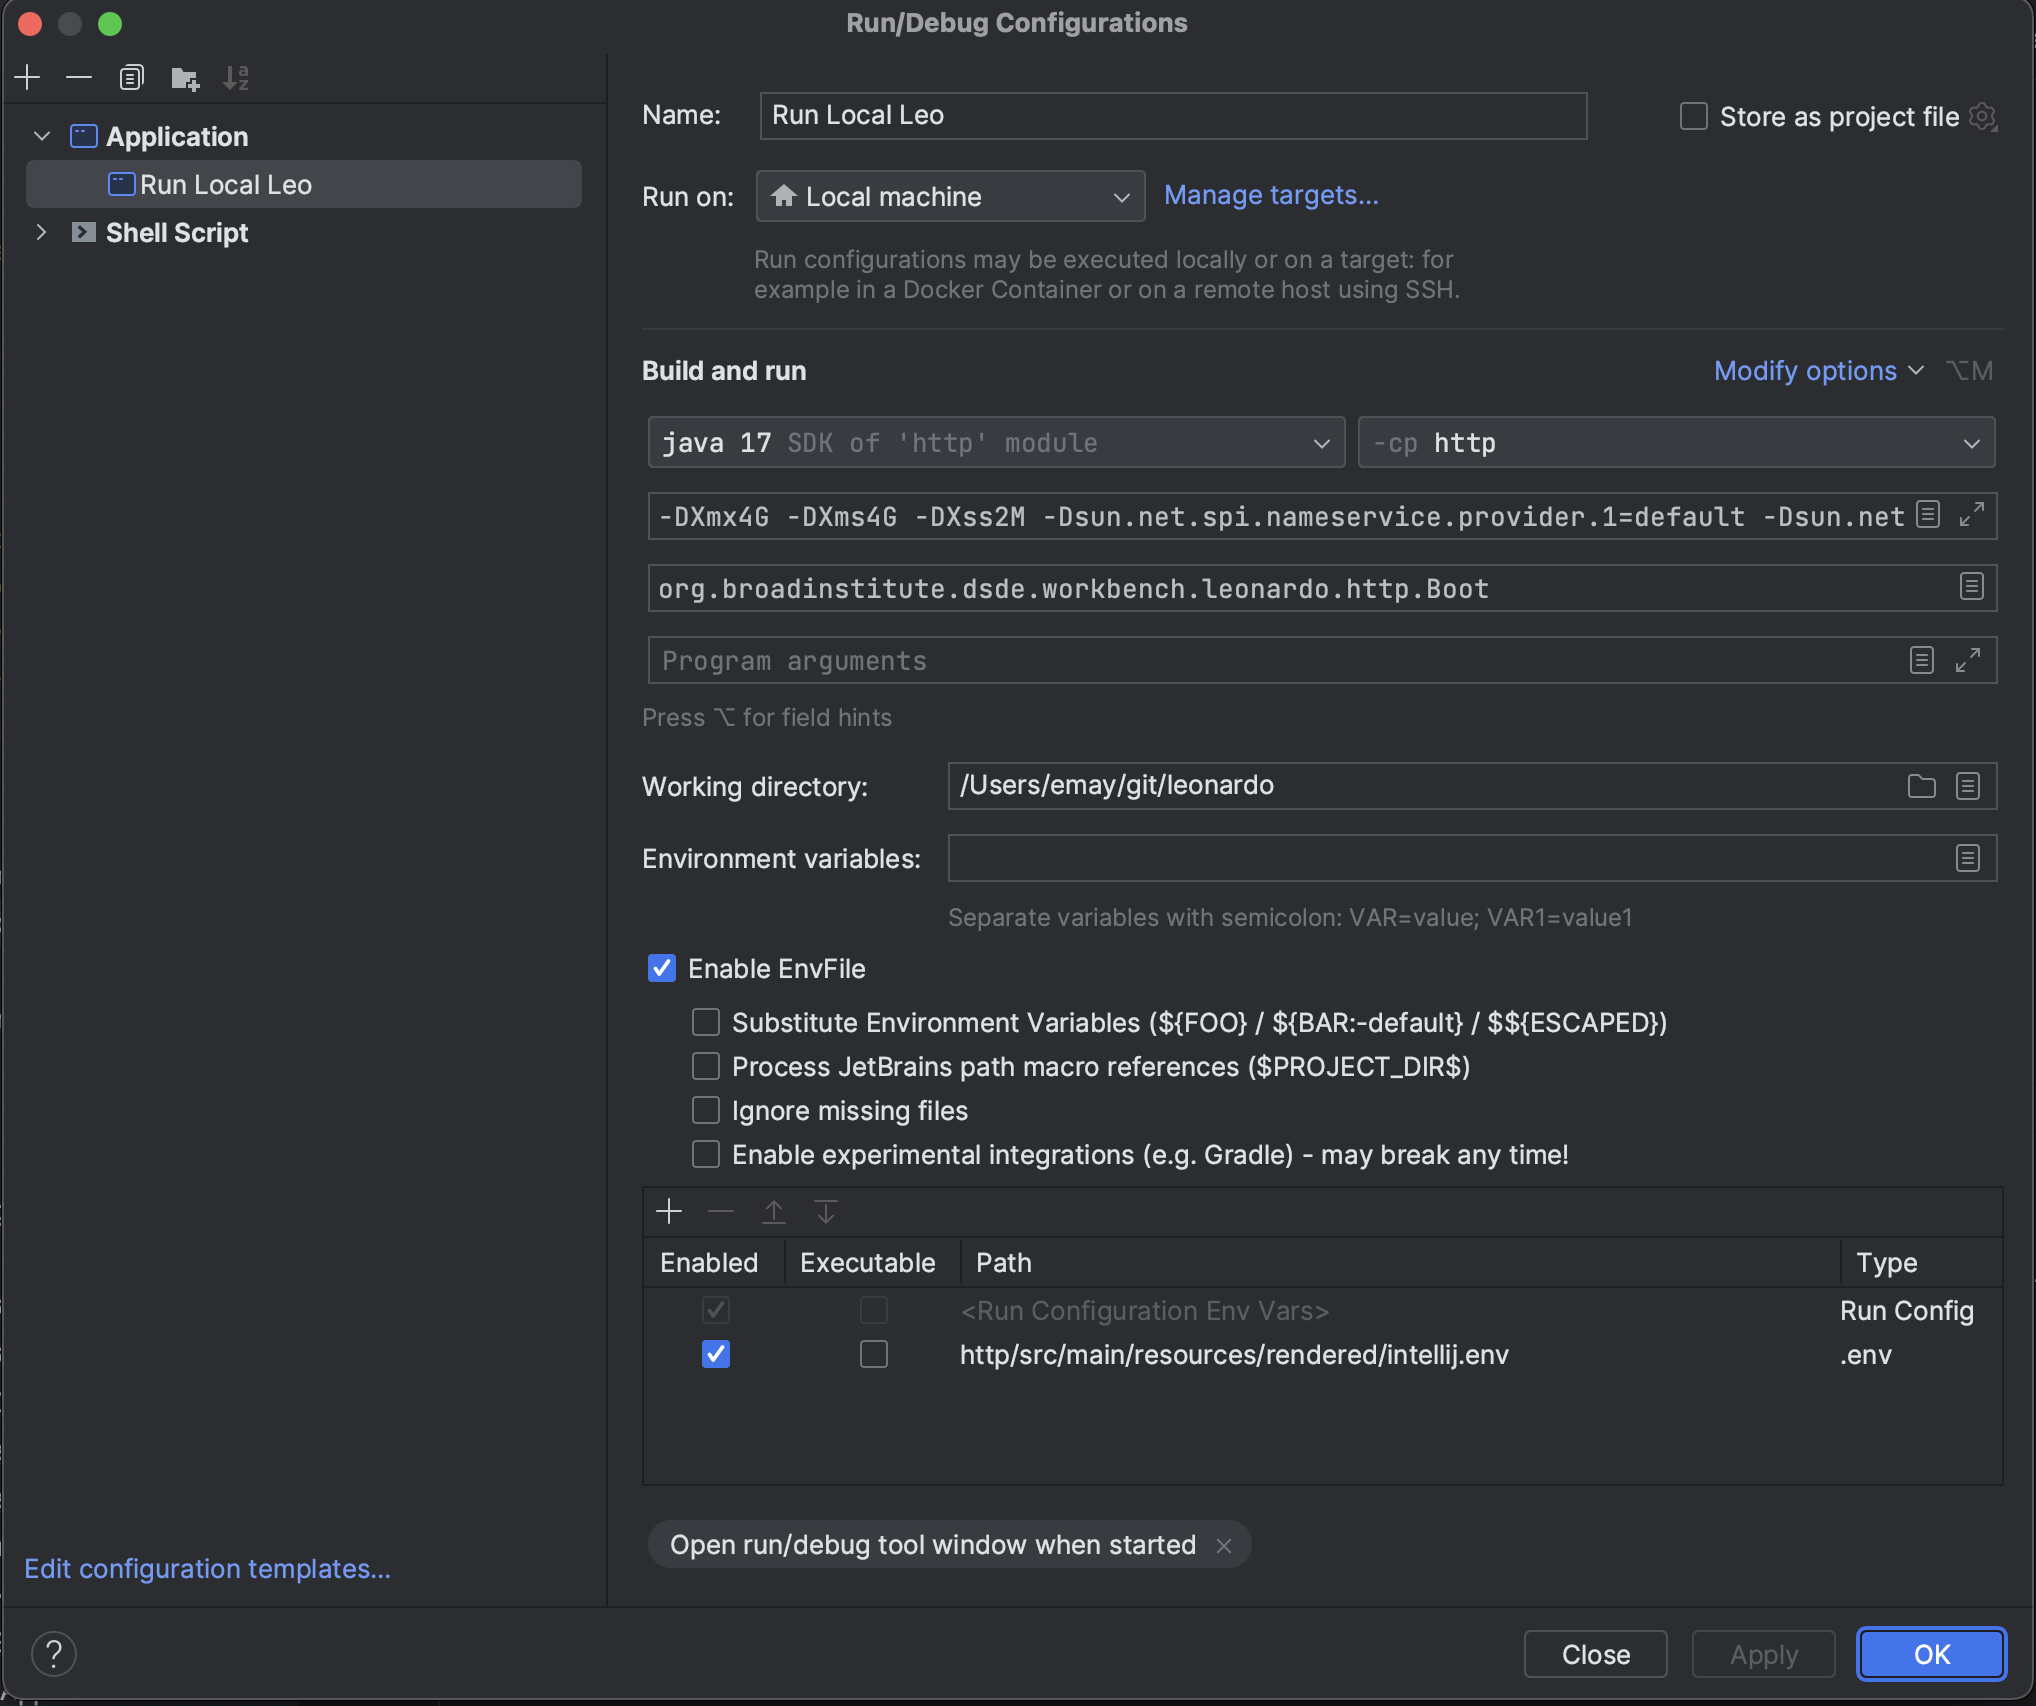 Run/Debug Configurations
Application
Run Local Leo
Shell Script
Edit configuration templates...
Name: Run Local Leo
Store as project file
Run on: Local machine Manage targets...
Run configurations may be executed locally or on a target: for
example in a Docker Container or on a remote host using SSH.
Build and run
Modify options ⌥M
java 17 SDK of 'http' module
-cp http
-DXmx4G -DXms4G -DXss2M -Dsun.net.spi.nameservice.provider.1=default -Dsun.net
org.broadinstitute.dsde.workbench.leonardo.http.Boot
Program arguments
Press ⌥ for field hints
Working directory: /Users/emay/git/leonardo
Environment variables:
Separate variables with semicolon: VAR=value; VAR1=value1
Enable EnvFile
Substitute Environment Variables (${FOO} / ${BAR:-default} / $${ESCAPED})
Process JetBrains path macro references ($PROJECT_DIR$)
Ignore missing files
Enable experimental integrations (e.g. Gradle) - may break any time!
Enabled Executable Path Type
<Run Configuration Env Vars> Run Config
http/src/main/resources/rendered/intellij.env .env
Open run/debug tool window when started
? Close Apply OK